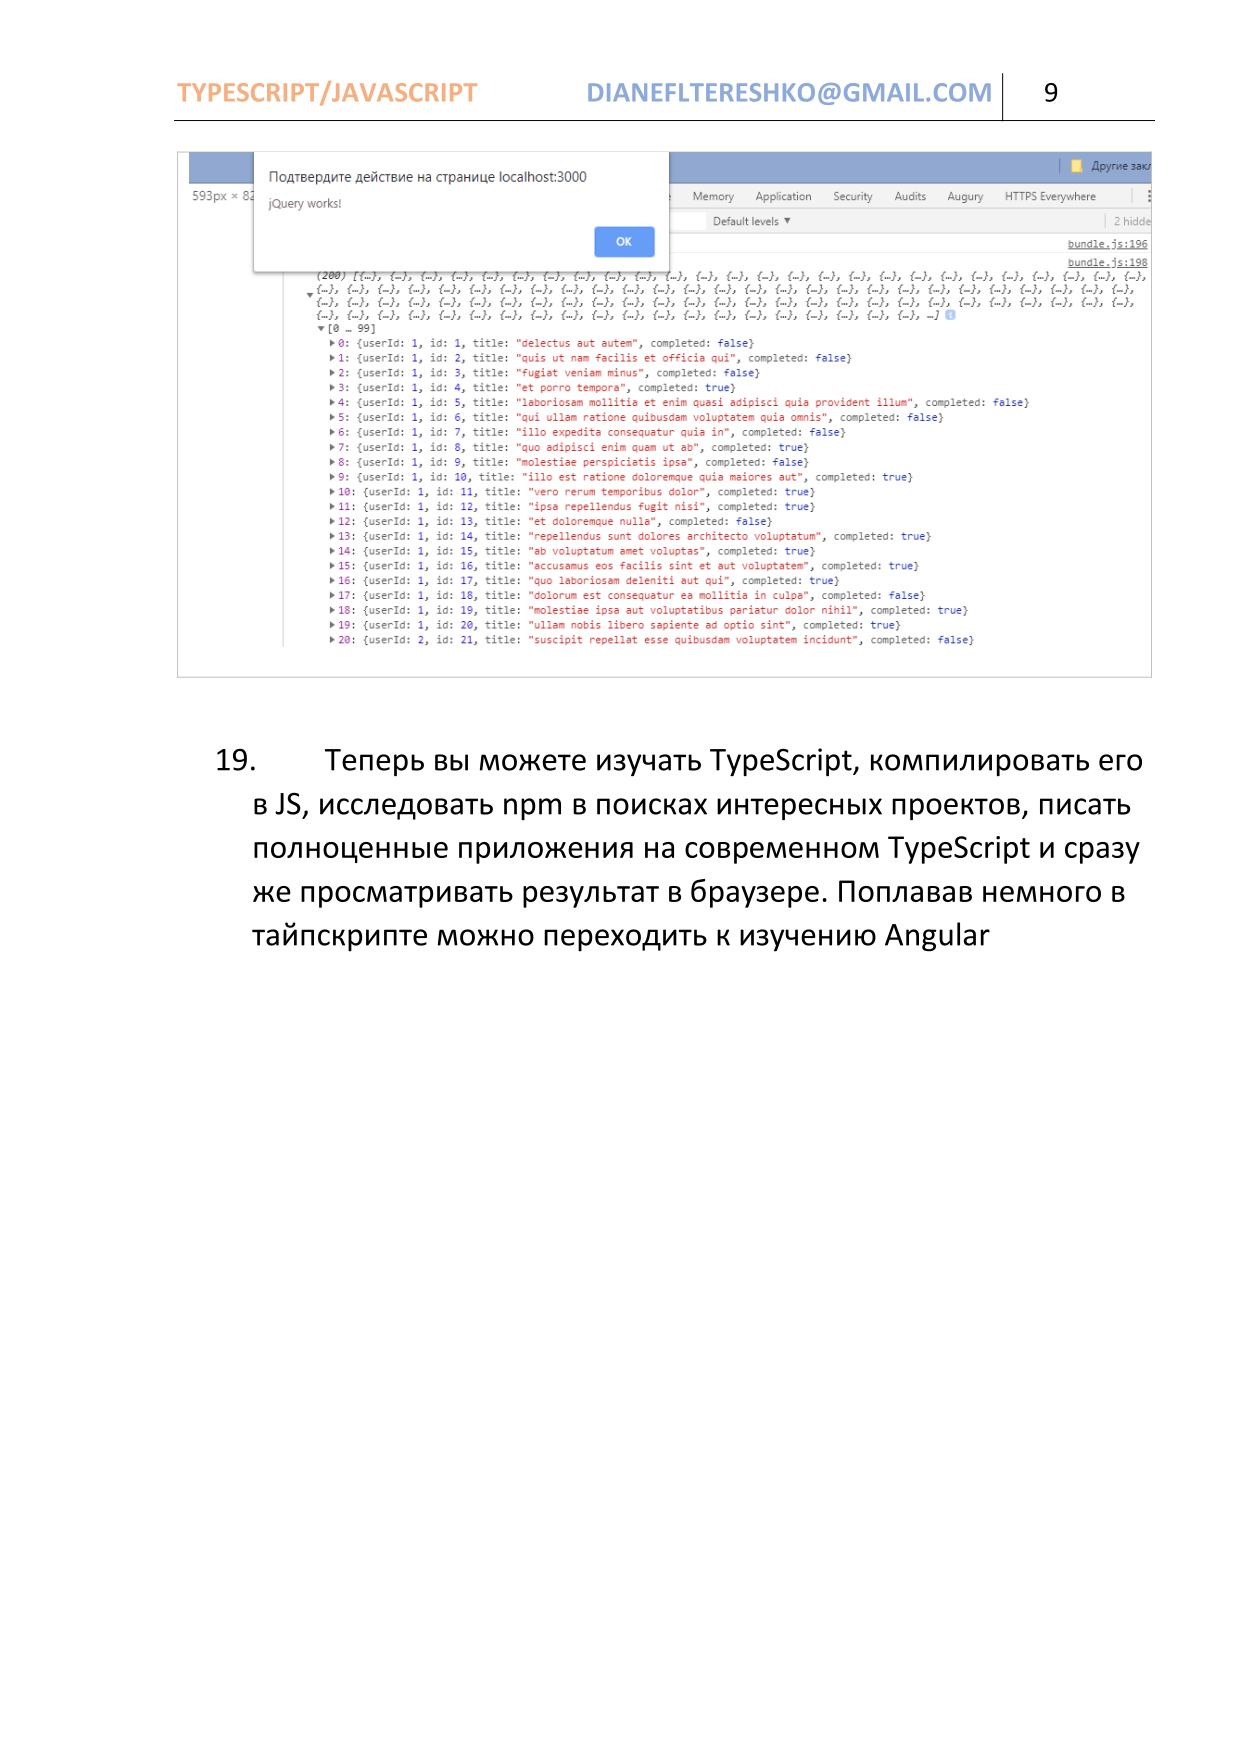 TYPESCRIPT/JAVASCRIPT DIANEFLTERESHKO@GMAIL.COM 9
Другие закл
Подтвердите действие на странице localhost:3000
593px × 82 Memory Application Security Audits Augury HTTPS Everywhere
jQuery works!
Default levels ▼ 2 hidde
OK
bundle.js:196
bundle.js:198
(200) [{…}, {…}, {…}, {…}, {…}, {…}, {…}, {…}, {…}, {…}, {…}, {…}, {…}, {…}, {…}, {…}, {…}, {…}, {…}, {…}, {…}, {…}, {…}, {…}, {…}, {…},
{…}, {…}, {…}, {…}, {…}, {…}, {…}, {…}, {…}, {…}, {…}, {…}, {…}, {…}, {…}, {…}, {…}, {…}, {…}, {…}, {…}, {…}, {…}, {…}, {…}, {…}, {…},
{…}, {…}, {…}, {…}, {…}, {…}, {…}, {…}, {…}, {…}, {…}, {…}, {…}, {…}, {…}, {…}, {…}, {…}, {…}, {…}, {…}, {…}, {…}, {…}, {…}, {…}, {…},
{…}, {…}, {…}, {…}, {…}, {…}, {…}, {…}, {…}, {…}, {…}, {…}, {…}, {…}, {…}, {…}, {…}, {…}, {…}, {…}, …]
▼[0 … 99]
▶0: {userId: 1, id: 1, title: "delectus aut autem", completed: false}
▶1: {userId: 1, id: 2, title: "quis ut nam facilis et officia qui", completed: false}
▶2: {userId: 1, id: 3, title: "fugiat veniam minus", completed: false}
▶3: {userId: 1, id: 4, title: "et porro tempora", completed: true}
▶4: {userId: 1, id: 5, title: "laboriosam mollitia et enim quasi adipisci quia provident illum", completed: false}
▶5: {userId: 1, id: 6, title: "qui ullam ratione quibusdam voluptatem quia omnis", completed: false}
▶6: {userId: 1, id: 7, title: "illo expedita consequatur quia in", completed: false}
▶7: {userId: 1, id: 8, title: "quo adipisci enim quam ut ab", completed: true}
▶8: {userId: 1, id: 9, title: "molestiae perspiciatis ipsa", completed: false}
▶9: {userId: 1, id: 10, title: "illo est ratione doloremque quia maiores aut", completed: true}
▶10: {userId: 1, id: 11, title: "vero rerum temporibus dolor", completed: true}
▶11: {userId: 1, id: 12, title: "ipsa repellendus fugit nisi", completed: true}
▶12: {userId: 1, id: 13, title: "et doloremque nulla", completed: false}
▶13: {userId: 1, id: 14, title: "repellendus sunt dolores architecto voluptatum", completed: true}
▶14: {userId: 1, id: 15, title: "ab voluptatum amet voluptas", completed: true}
▶15: {userId: 1, id: 16, title: "accusamus eos facilis sint et aut voluptatem", completed: true}
▶16: {userId: 1, id: 17, title: "quo laboriosam deleniti aut qui", completed: true}
▶17: {userId: 1, id: 18, title: "dolorum est consequatur ea mollitia in culpa", completed: false}
▶18: {userId: 1, id: 19, title: "molestiae ipsa aut voluptatibus pariatur dolor nihil", completed: true}
▶19: {userId: 1, id: 20, title: "ullam nobis libero sapiente ad optio sint", completed: true}
▶20: {userId: 2, id: 21, title: "suscipit repellat esse quibusdam voluptatem incidunt", completed: false}
19. Теперь вы можете изучать TypeScript, компилировать его
в JS, исследовать npm в поисках интересных проектов, писать
полноценные приложения на современном TypeScript и сразу
же просматривать результат в браузере. Поплавав немного в
тайпскрипте можно переходить к изучению Angular